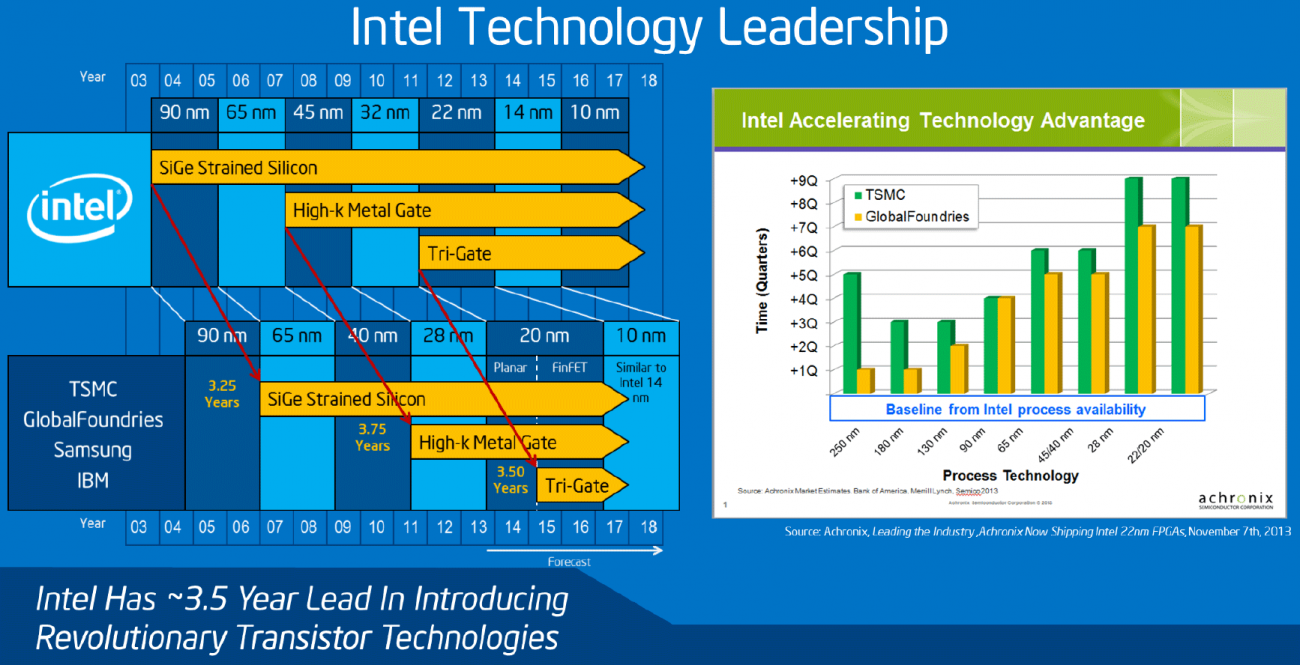 Intel Technology Leadership
Year 03 04 05 06 07 08 09 10 11 12 13 14 15 16 17 18
90 nm 65 nm 45 nm 32 nm 22 nm 14 nm 10 nm
intel
SiGe Strained Silicon
High-k Metal Gate
Tri-Gate
90 nm 65 nm 40 nm 28 nm 20 nm 10 nm
Planar FinFET Similar to
Intel 14
nm
TSMC
GlobalFoundries
Samsung
IBM
3.25
Years
SiGe Strained Silicon
3.75
Years
High-k Metal Gate
3.50
Years
Tri-Gate
Year 03 04 05 06 07 08 09 10 11 12 13 14 15 16 17 18
Forecast
Intel Has ~3.5 Year Lead In Introducing
Revolutionary Transistor Technologies
Intel Accelerating Technology Advantage
TSMC
GlobalFoundries
Time (Quarters)
+9Q
+8Q
+7Q
+6Q
+5Q
+4Q
+3Q
+2Q
+1Q
Baseline from Intel process availability
250 nm 180 nm 130 nm 90 nm 65 nm 45/40 nm 28 nm 22/20 nm
Process Technology
Source: Achronix Market Estimates. Bank of America. Merrill Lynch, Semico 2013
1
Achronix Semiconductor Corporation ©
achronix
SEMICONDUCTOR CORPORATION
Source: Achronix, Leading the Industry ,Achronix Now Shipping Intel 22nm FPGAs, November 7th, 2013